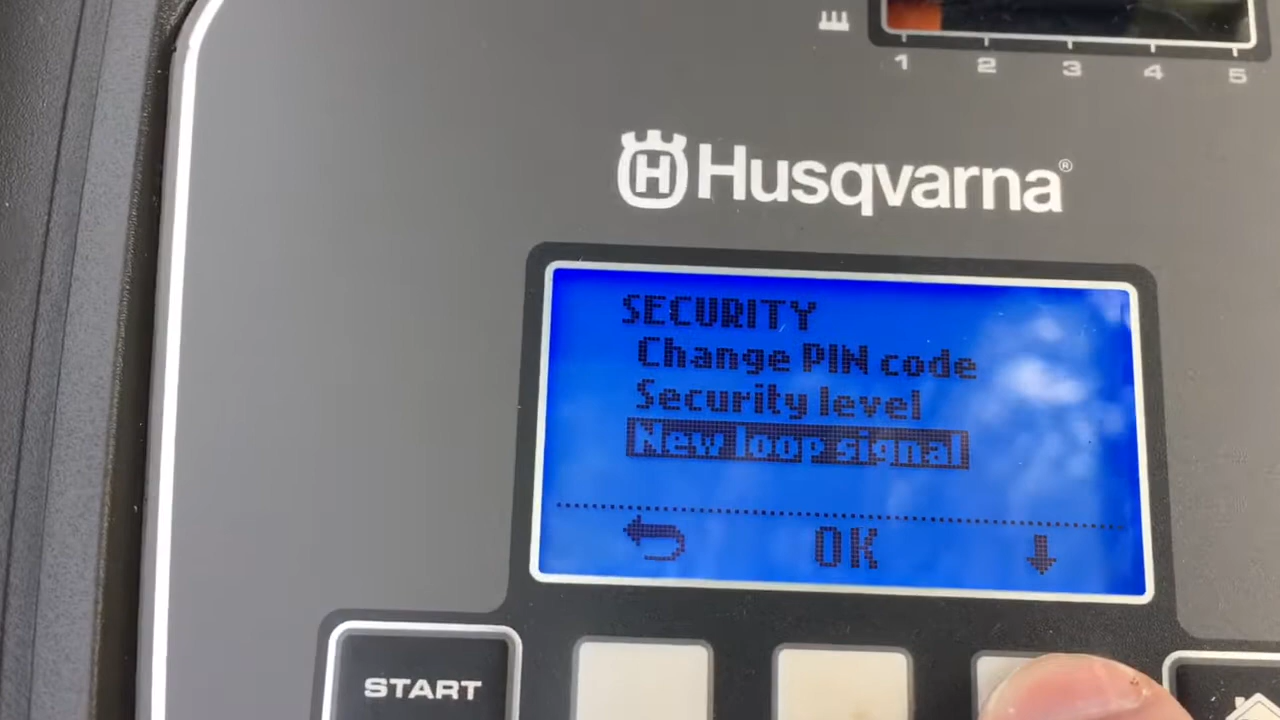 1 2 3 4 5
H Husqvarna®
SECURITY
Change PIN code
Security level
New loop signal
OK
START